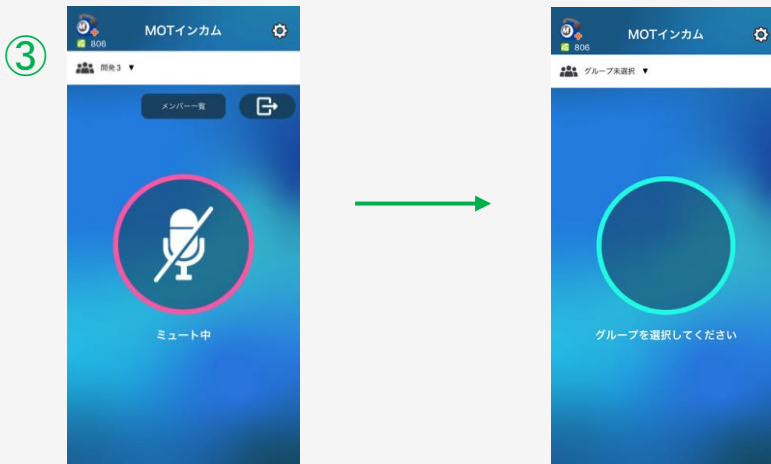 ③
MOTインカム
806
開発3 ▼
メンバー一覧
ミュート中
MOTインカム
806
グループ未選択 ▼
グループを選択してください